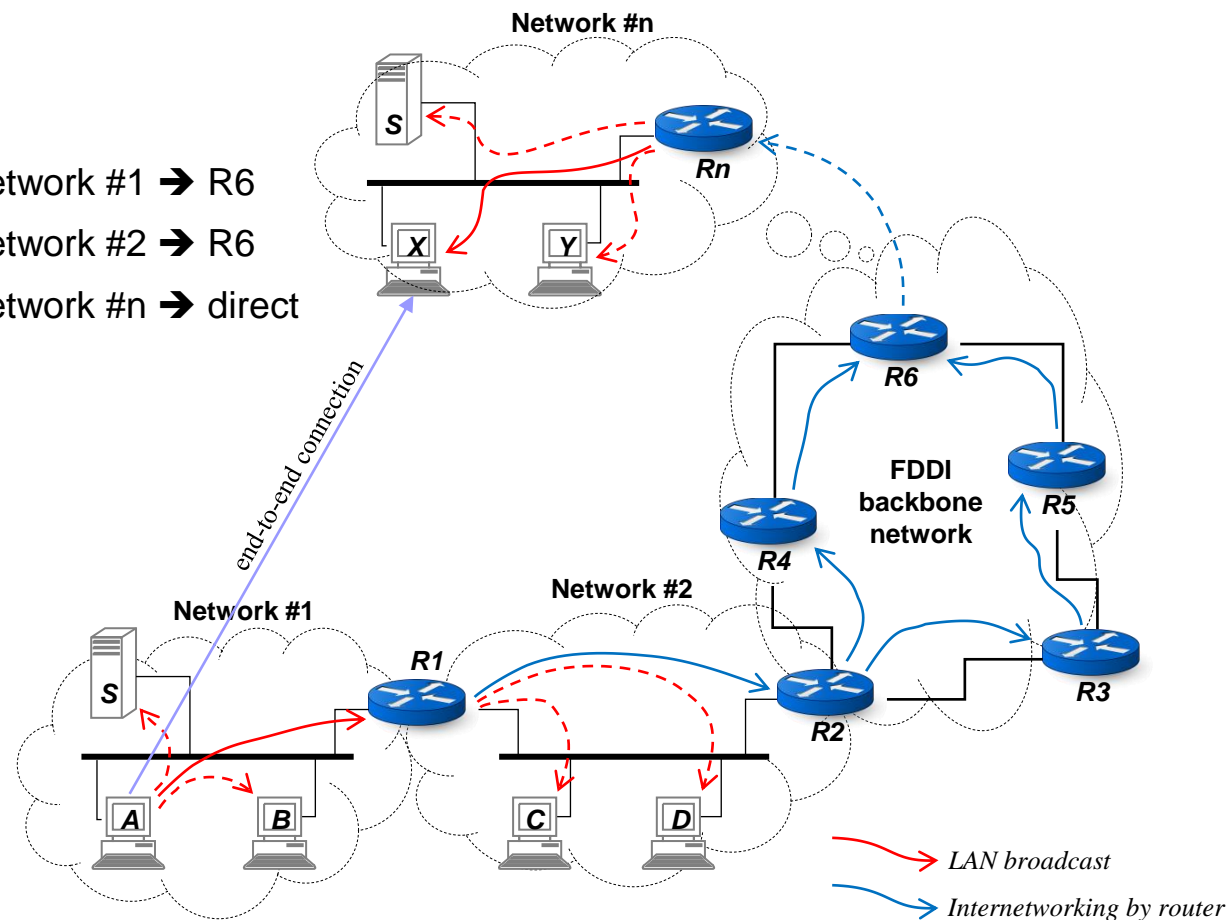 Network #n
S
Rn
etwork #1 ➔ R6
etwork #2 ➔ R6
etwork #n ➔ direct
X
Y
R6
end-to-end connection
FDDI
backbone
network
R5
R4
Network #1
Network #2
R1
S
R2
R3
A
B
C
D
LAN broadcast
Internetworking by router